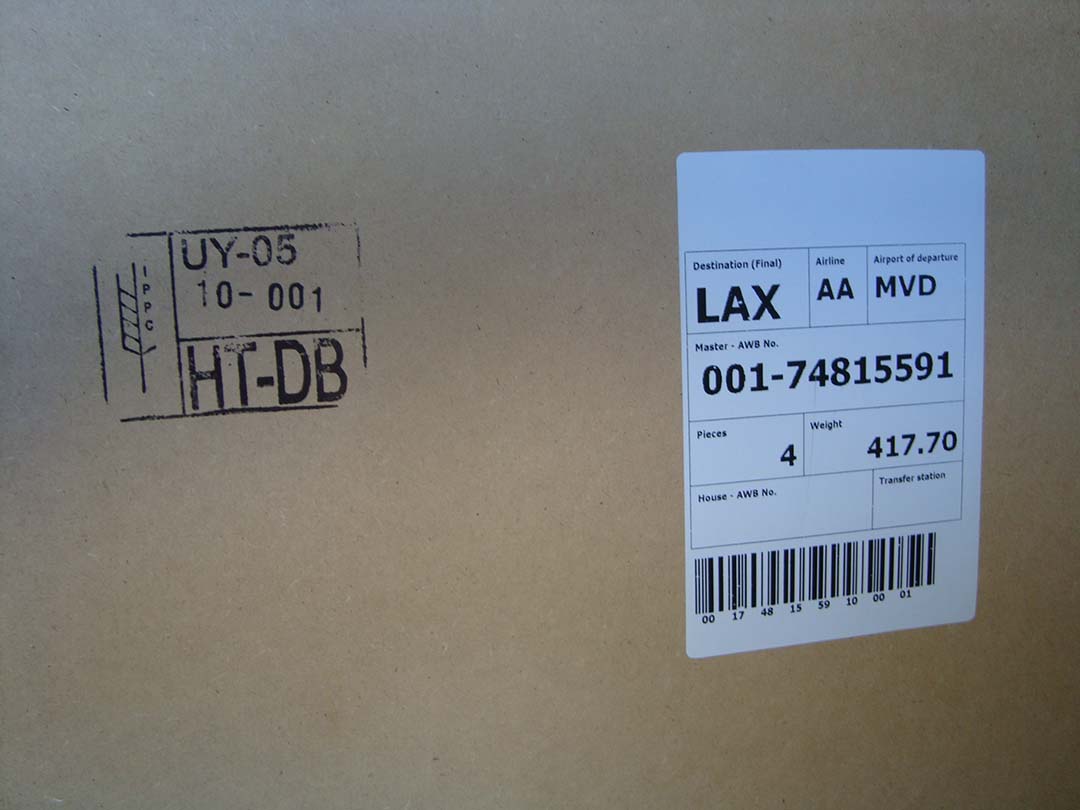 IPPC
UY-05
10-001
HT-DB
Destination (Final)
LAX
Airline
AA
Airport of departure
MVD
Master - AWB No.
001-74815591
Pieces
4
Weight
417.70
House - AWB No.
Transfer station
00 17 48 15 59 10 00 01